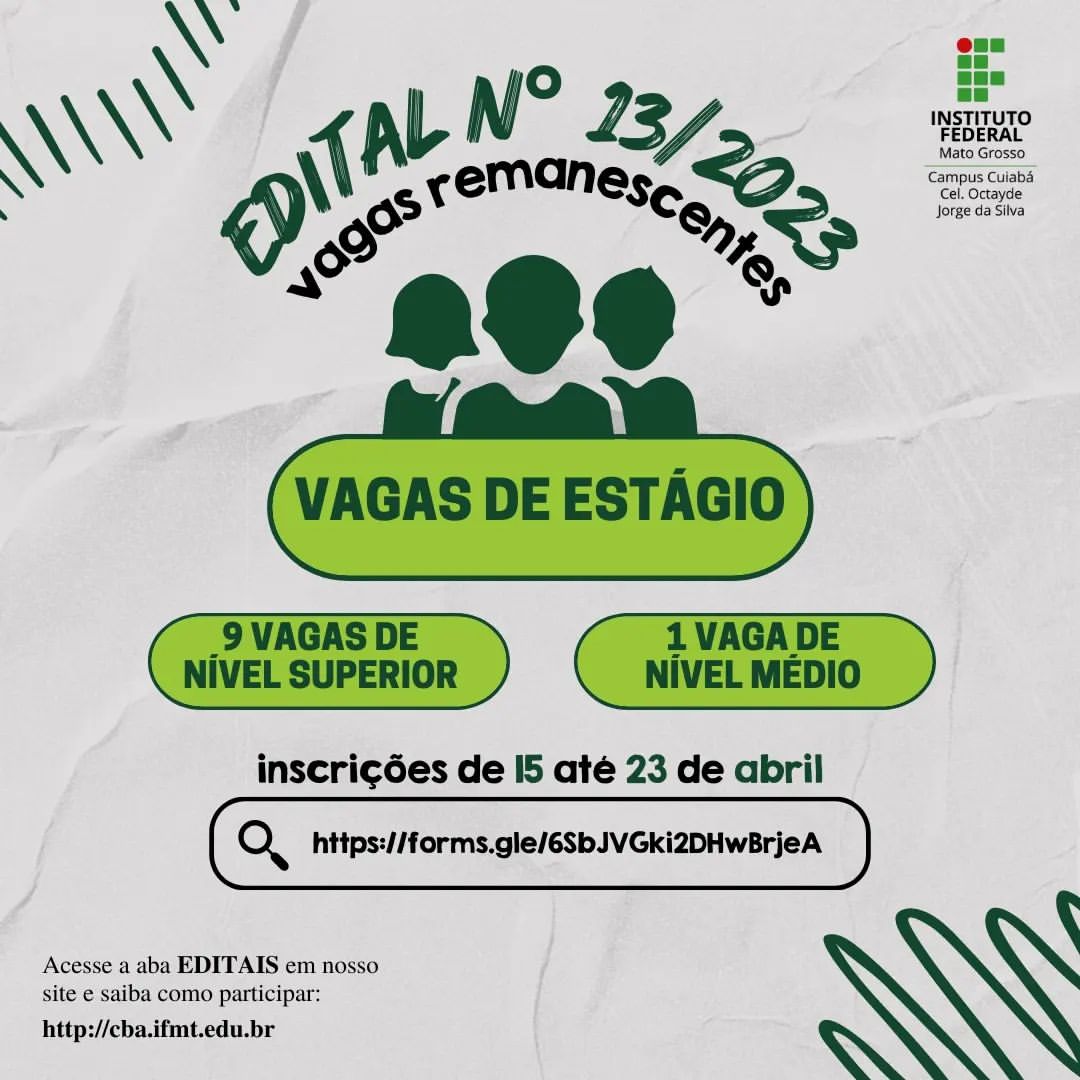 EDITAL Nº 13/2023
vagas remanescentes
INSTITUTO
FEDERAL
Mato Grosso
Campus Cuiabá
Cel. Octayde
Jorge da Silva
VAGAS DE ESTÁGIO
9 VAGAS DE
NÍVEL SUPERIOR
1 VAGA DE
NÍVEL MÉDIO
inscrições de 15 até 23 de abril
https://forms.gle/6SbJVGki2DHwBrjeA
Acesse a aba EDITAIS em nosso
site e saiba como participar:
http://cba.ifmt.edu.br